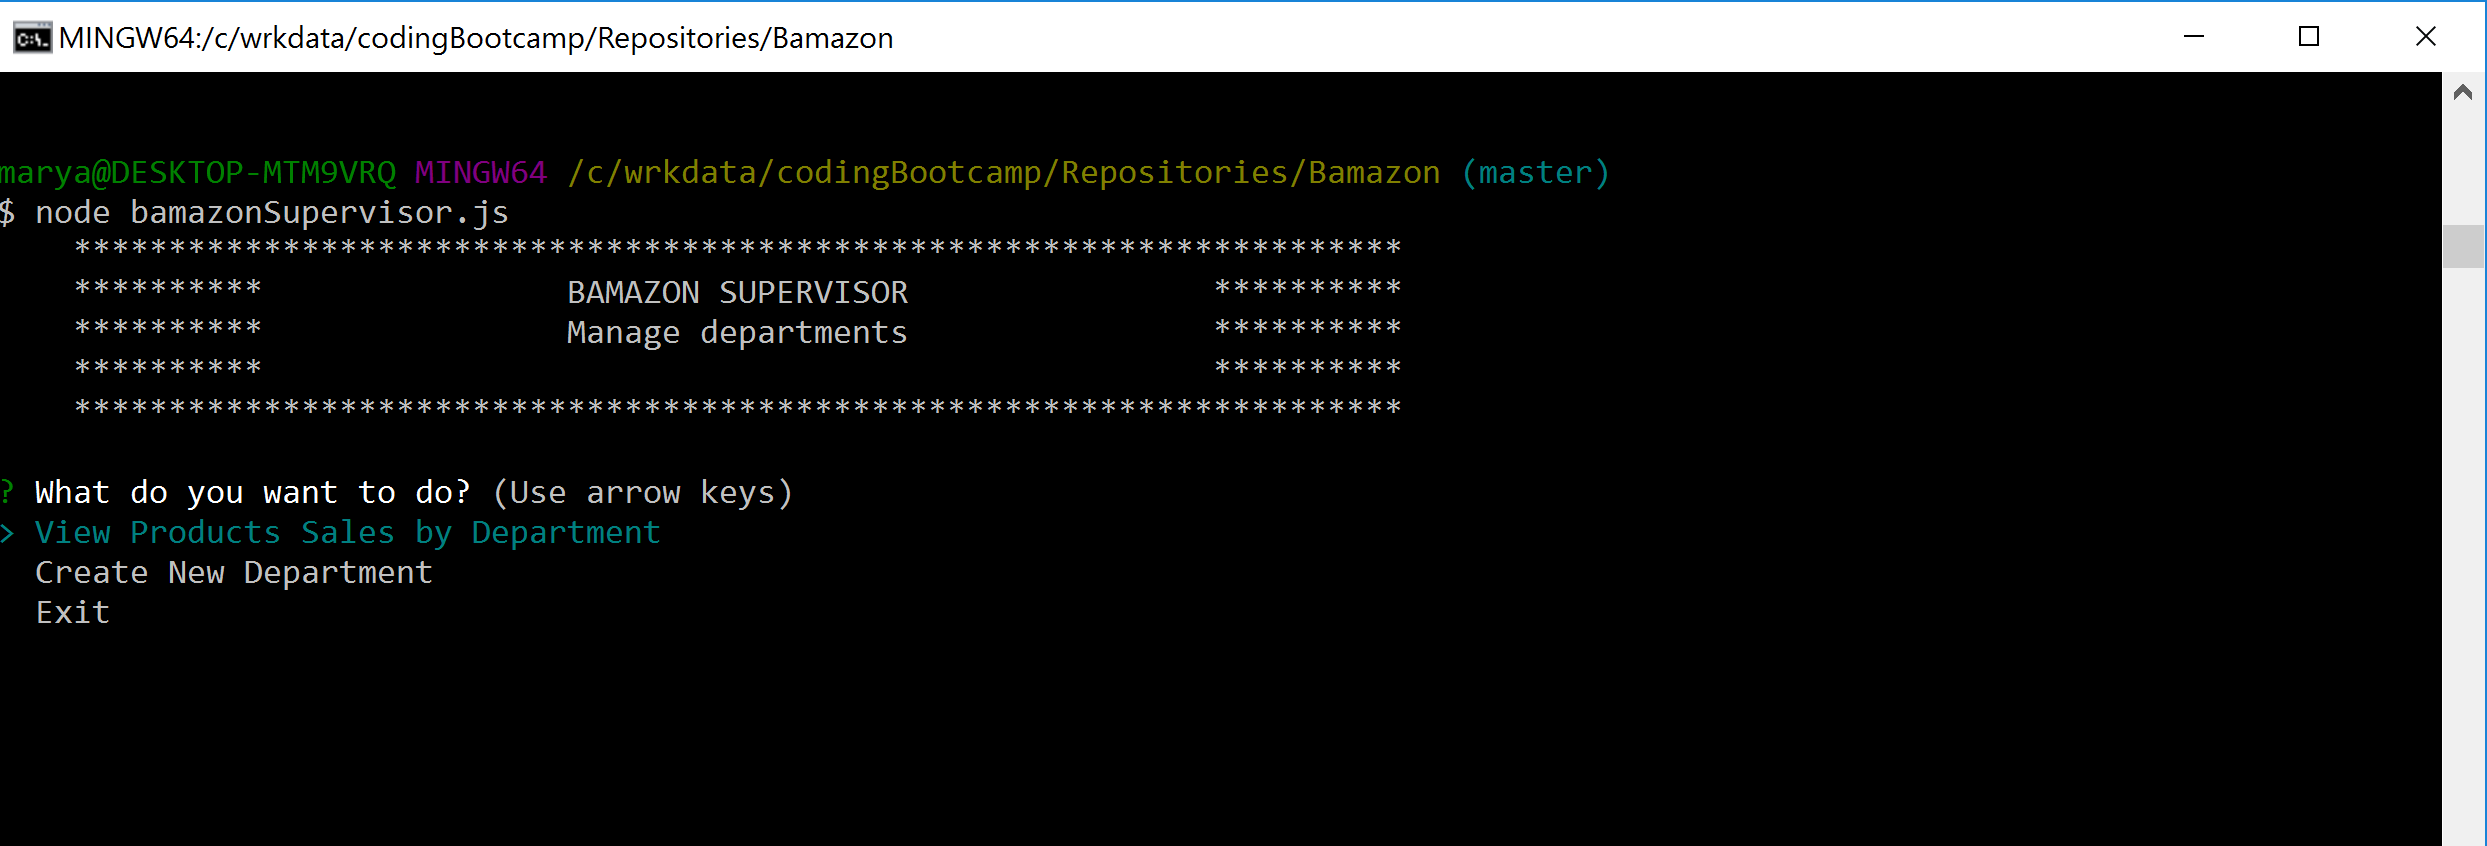 MINGW64:/c/wrkdata/codingBootcamp/Repositories/Bamazon
marya@DESKTOP-MTM9VRQ MINGW64 /c/wrkdata/codingBootcamp/Repositories/Bamazon (master)
$ node bamazonSupervisor.js
**********************************************************************
********** BAMAZON SUPERVISOR **********
********** Manage departments **********
********** **********
**********************************************************************
? What do you want to do? (Use arrow keys)
> View Products Sales by Department
Create New Department
Exit